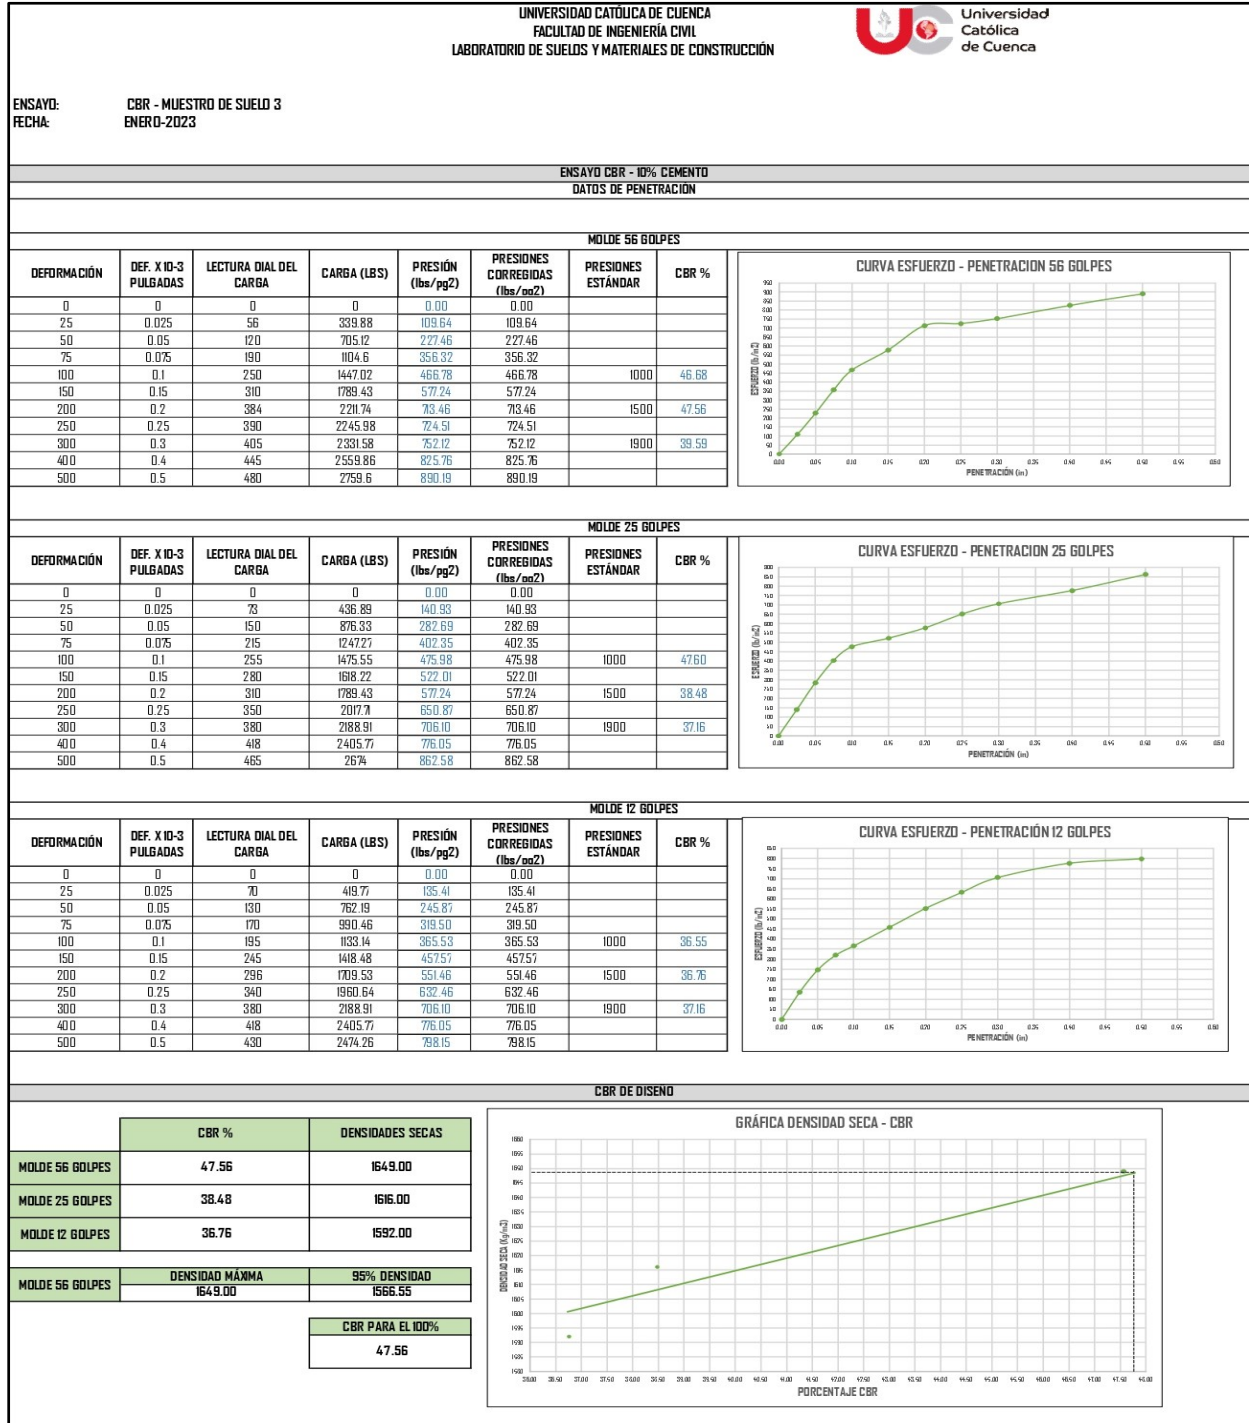 UNIVERSIDAD CATÓLICA DE CUENCA
FACULTAD DE INGENIERÍA CIVIL
LABORATORIO DE SUELOS Y MATERIALES DE CONSTRUCCIÓN
Universidad
Católica
de Cuenca
ENSAYO: CBR - MUESTRO DE SUELO 3
FECHA: ENERO-2023
ENSAYO CBR - 10% CEMENTO
DATOS DE PENETRACIÓN
MOLDE 56 GOLPES
DEFORMACIÓN DEF. X 10-3 PULGADAS LECTURA DIAL DEL CARGA CARGA (LBS) PRESIÓN (lbs/pg2) PRESIONES CORREGIDAS (lbs/pg2) PRESIONES ESTÁNDAR CBR %
0 0 0 0 0.00 0.00
25 0.025 56 339.88 109.64 109.64
50 0.05 120 705.12 227.46 227.46
75 0.075 190 1104.6 356.32 356.32
100 0.1 250 1447.02 466.78 466.78 1000 46.68
150 0.15 310 1789.43 577.24 577.24
200 0.2 384 2211.74 713.46 713.46 1500 47.56
250 0.25 390 2245.98 724.51 724.51
300 0.3 405 2331.58 752.12 752.12 1900 39.59
400 0.4 445 2559.86 825.76 825.76
500 0.5 480 2759.6 890.19 890.19
CURVA ESFUERZO - PENETRACION 56 GOLPES
ESFUERZO (lb/in2)
PENETRACIÓN (in)
MOLDE 25 GOLPES
DEFORMACIÓN DEF. X 10-3 PULGADAS LECTURA DIAL DEL CARGA CARGA (LBS) PRESIÓN (lbs/pg2) PRESIONES CORREGIDAS (lbs/pg2) PRESIONES ESTÁNDAR CBR %
0 0 0 0 0.00 0.00
25 0.025 73 436.89 140.93 140.93
50 0.05 150 876.33 282.69 282.69
75 0.075 215 1247.27 402.35 402.35
100 0.1 255 1475.55 475.98 475.98 1000 47.60
150 0.15 280 1618.22 522.01 522.01
200 0.2 310 1789.43 577.24 577.24 1500 38.48
250 0.25 350 2017.71 650.87 650.87
300 0.3 380 2188.91 706.10 706.10 1900 37.16
400 0.4 418 2405.77 776.05 776.05
500 0.5 465 2674 862.58 862.58
CURVA ESFUERZO - PENETRACION 25 GOLPES
ESFUERZO (lb/in2)
PENETRACIÓN (in)
MOLDE 12 GOLPES
DEFORMACIÓN DEF. X 10-3 PULGADAS LECTURA DIAL DEL CARGA CARGA (LBS) PRESIÓN (lbs/pg2) PRESIONES CORREGIDAS (lbs/pg2) PRESIONES ESTÁNDAR CBR %
0 0 0 0 0.00 0.00
25 0.025 70 419.77 135.41 135.41
50 0.05 130 762.19 245.87 245.87
75 0.075 170 990.46 319.50 319.50
100 0.1 195 1133.14 365.53 365.53 1000 36.55
150 0.15 245 1418.48 457.57 457.57
200 0.2 296 1709.53 551.46 551.46 1500 36.76
250 0.25 340 1960.64 632.46 632.46
300 0.3 380 2188.91 706.10 706.10 1900 37.16
400 0.4 418 2405.77 776.05 776.05
500 0.5 430 2474.26 798.15 798.15
CURVA ESFUERZO - PENETRACIÓN 12 GOLPES
ESFUERZO (lb/in2)
PENETRACIÓN (in)
CBR DE DISEÑO
CBR % DENSIDADES SECAS
MOLDE 56 GOLPES 47.56 1649.00
MOLDE 25 GOLPES 38.48 1616.00
MOLDE 12 GOLPES 36.76 1592.00
MOLDE 56 GOLPES DENSIDAD MÁXIMA 95% DENSIDAD
1649.00 1566.55
CBR PARA EL 100%
47.56
GRÁFICA DENSIDAD SECA - CBR
DENSIDAD SECA (Kg/m3)
PORCENTAJE CBR